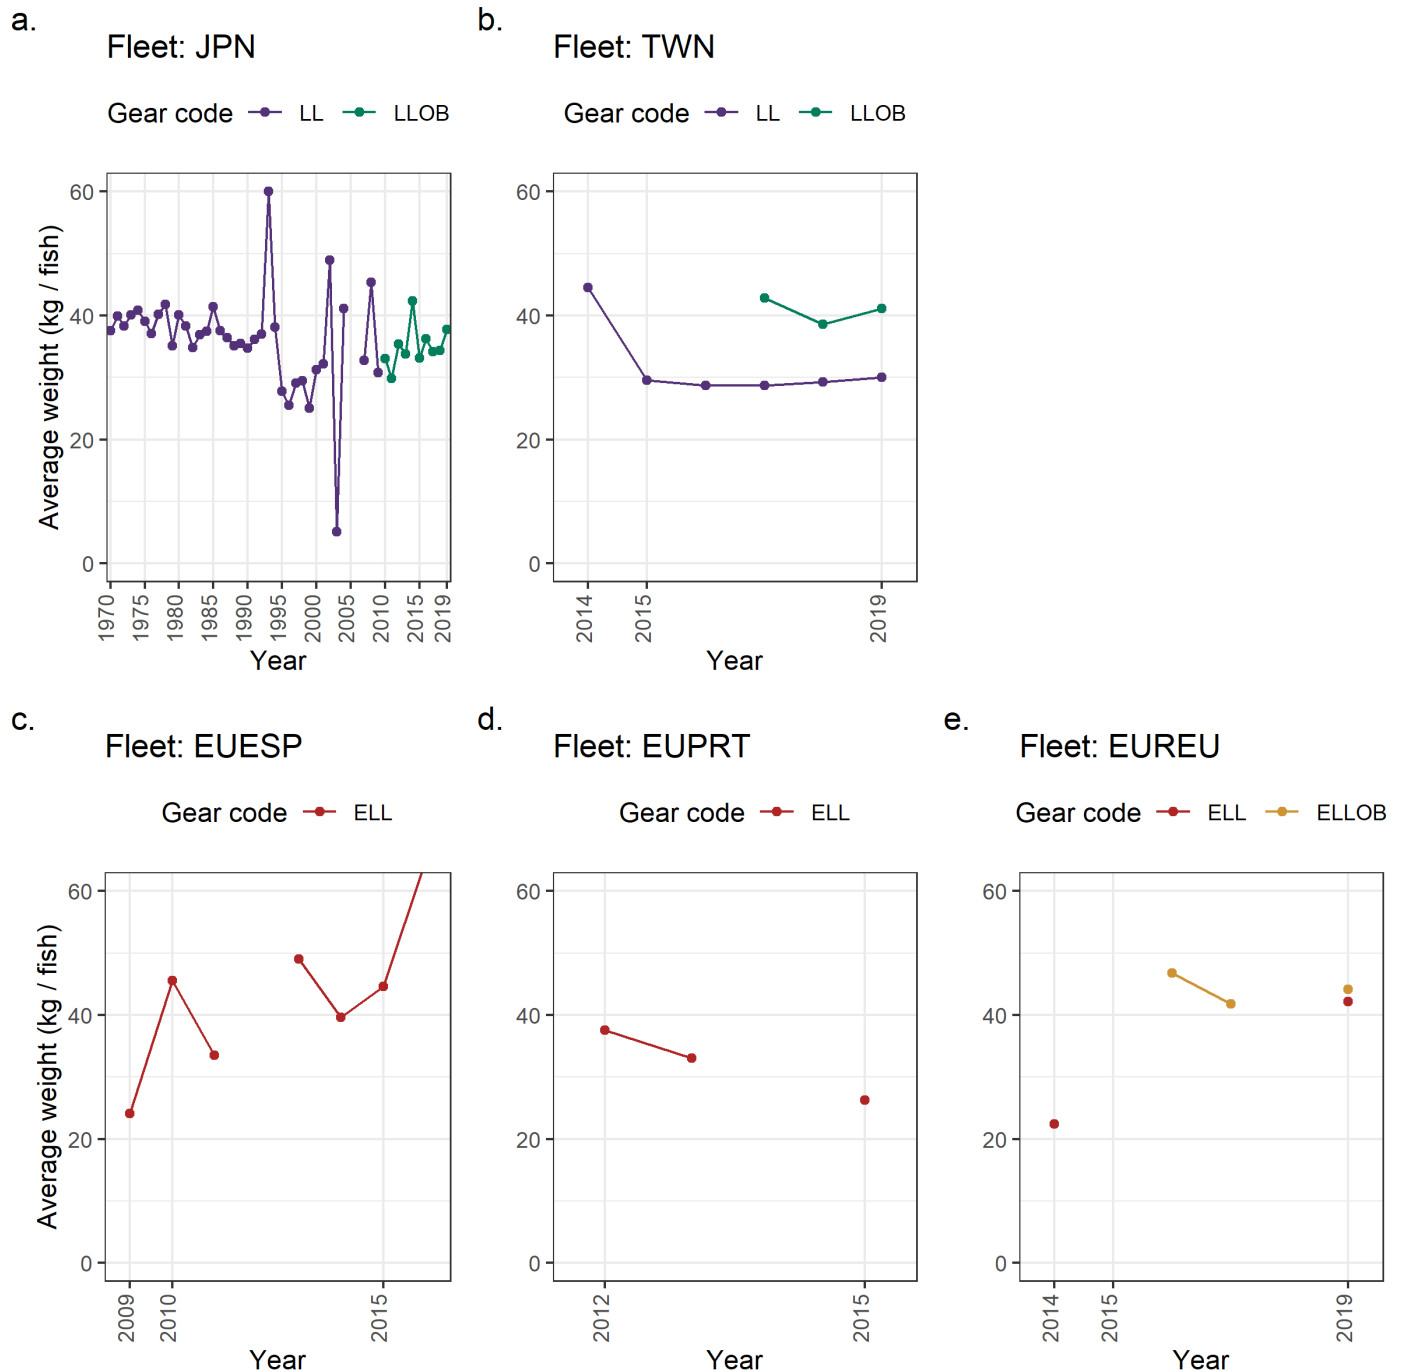 a.
Fleet: JPN
Gear code LL LLOB
Average weight (kg / fish)
60
40
20
0
1970 1975 1980 1985 1990 1995 2000 2005 2010 2015 2019
Year
b.
Fleet: TWN
Gear code LL LLOB
60
40
20
0
2014 2015 2019
Year
c.
Fleet: EUESP
Gear code ELL
Average weight (kg / fish)
60
40
20
0
2009 2010 2015
Year
d.
Fleet: EUPRT
Gear code ELL
60
40
20
0
2012 2015
Year
e.
Fleet: EUREU
Gear code ELL ELLOB
60
40
20
0
2014 2015 2019
Year